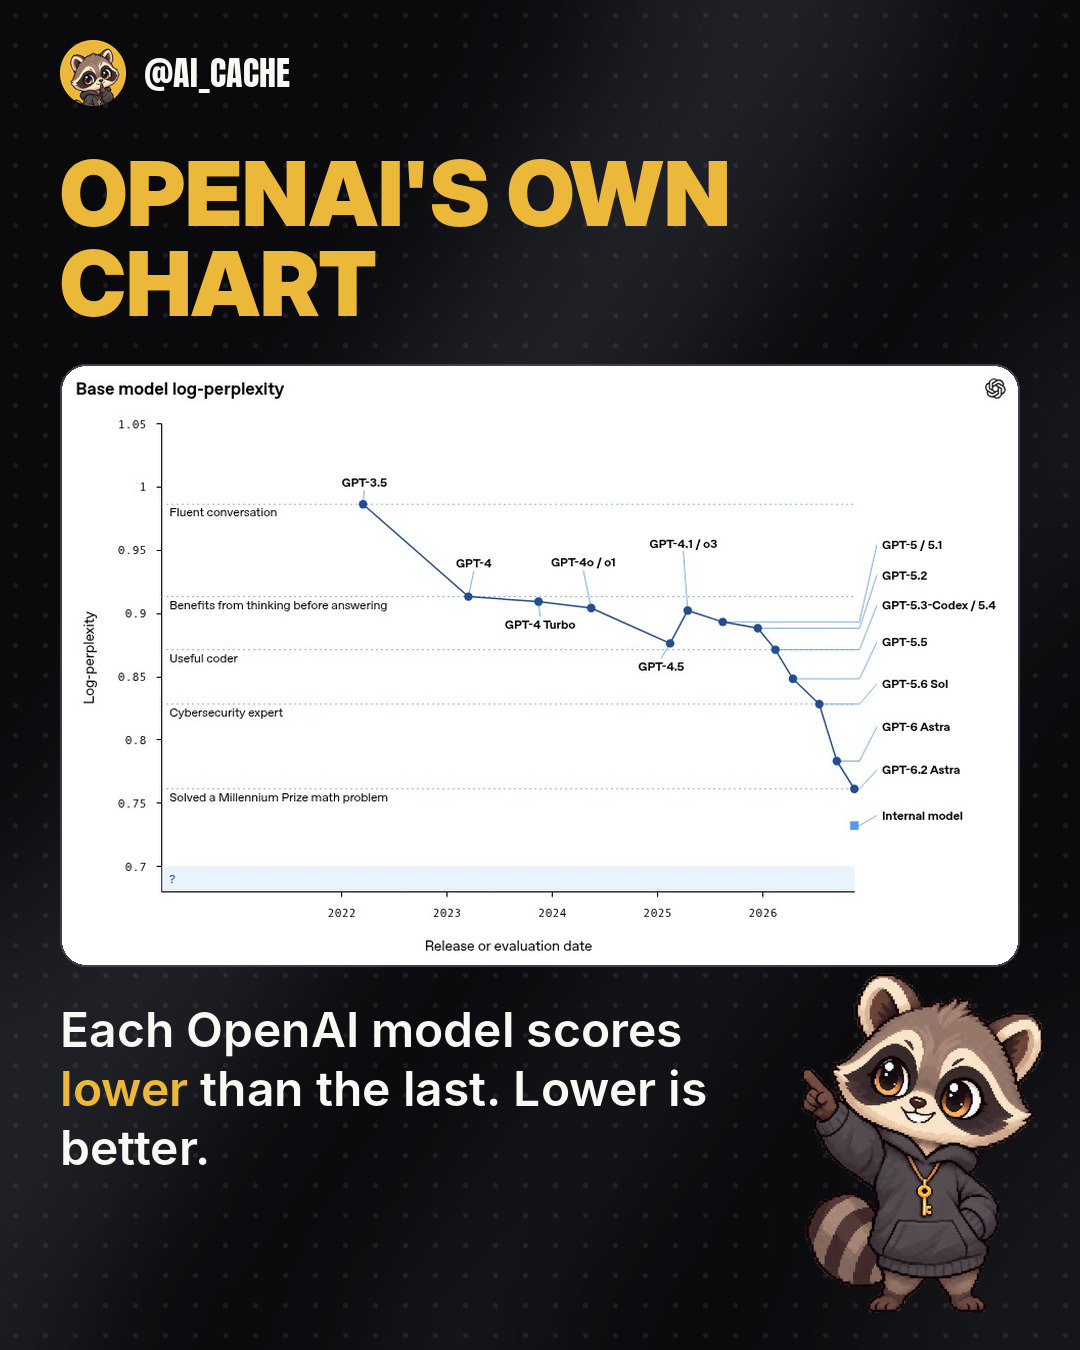 @AI_CACHE
OPENAI'S OWN
CHART
Base model log-perplexity
1.05
1
0.95
0.9
0.85
0.8
0.75
0.7
Log-perplexity
GPT-3.5
GPT-4
GPT-4 Turbo
GPT-4o / o1
GPT-4.5
GPT-4.1 / o3
GPT-5 / 5.1
GPT-5.2
GPT-5.3-Codex / 5.4
GPT-5.5
GPT-5.6 Sol
GPT-6 Astra
GPT-6.2 Astra
Internal model
Fluent conversation
Benefits from thinking before answering
Useful coder
Cybersecurity expert
Solved a Millennium Prize math problem
?
2022
2023
2024
2025
2026
Release or evaluation date
Each OpenAI model scores
lower than the last. Lower is
better.